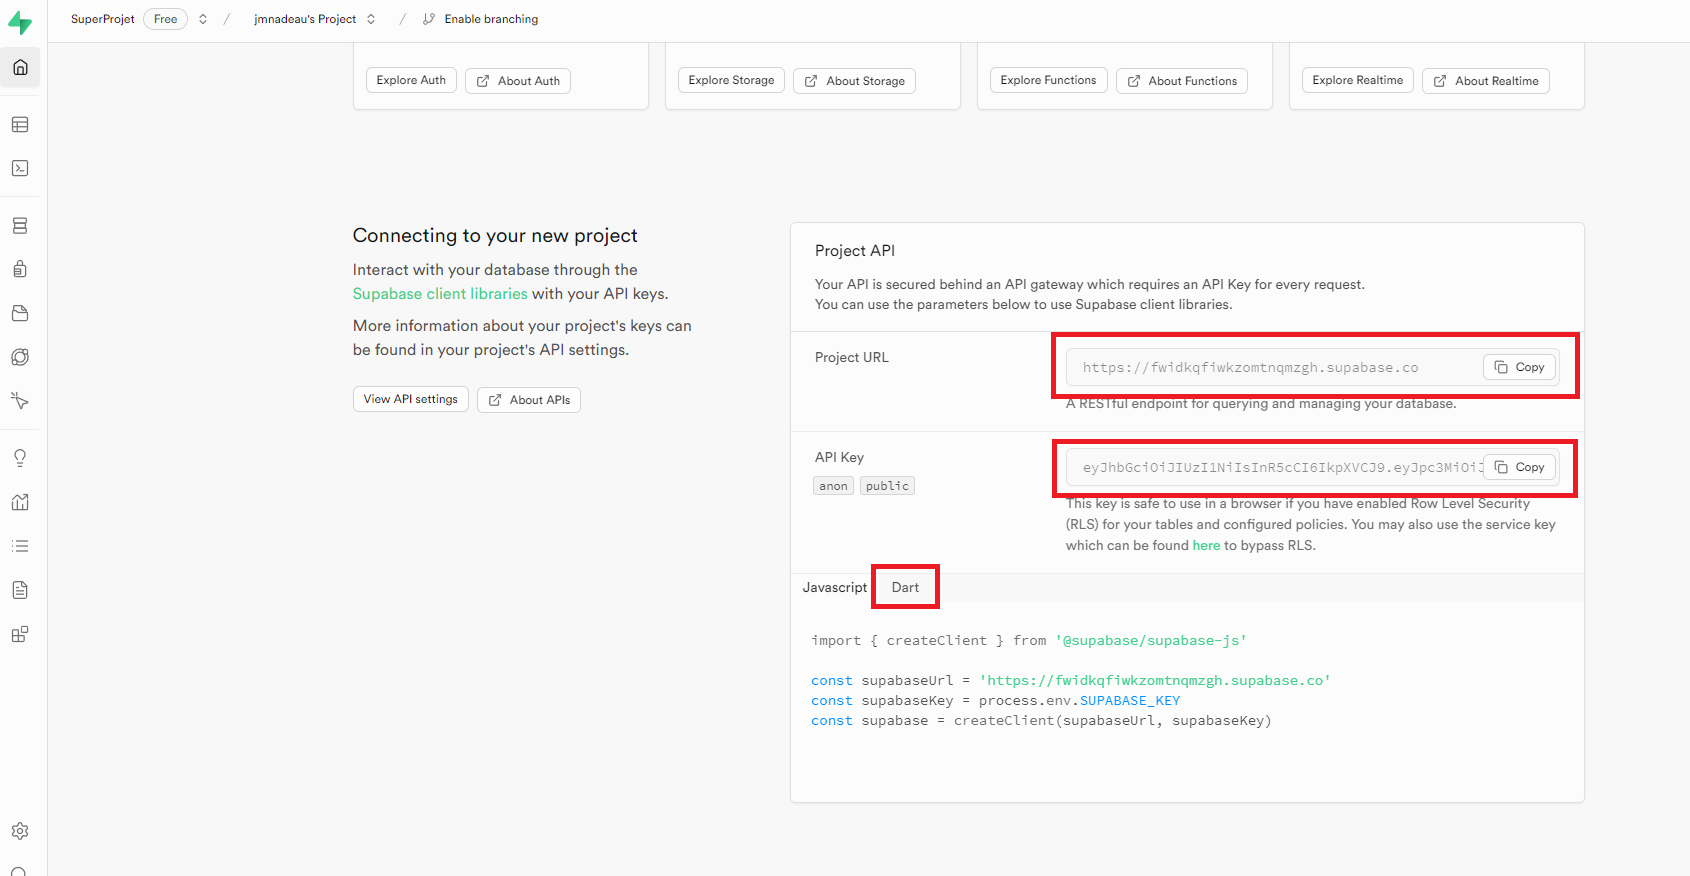 SuperProjet Free / jmnadeau's Project / Enable branching
Explore Auth About Auth Explore Storage About Storage Explore Functions About Functions Explore Realtime About Realtime
Connecting to your new project
Interact with your database through the
Supabase client libraries with your API keys.
More information about your project's keys can
be found in your project's API settings.
View API settings About APIs
Project API
Your API is secured behind an API gateway which requires an API Key for every request.
You can use the parameters below to use Supabase client libraries.
Project URL
https://fwidkqfiwkzomtnqmzgh.supabase.co Copy
A RESTful endpoint for querying and managing your database.
API Key
anon public
eyJhbGciOiJIUzI1NiIsInR5cCI6IkpXVCJ9.eyJpc3MiOiJ Copy
This key is safe to use in a browser if you have enabled Row Level Security
(RLS) for your tables and configured policies. You may also use the service key
which can be found here to bypass RLS.
Javascript Dart
import { createClient } from '@supabase/supabase-js'
const supabaseUrl = 'https://fwidkqfiwkzomtnqmzgh.supabase.co'
const supabaseKey = process.env.SUPABASE_KEY
const supabase = createClient(supabaseUrl, supabaseKey)